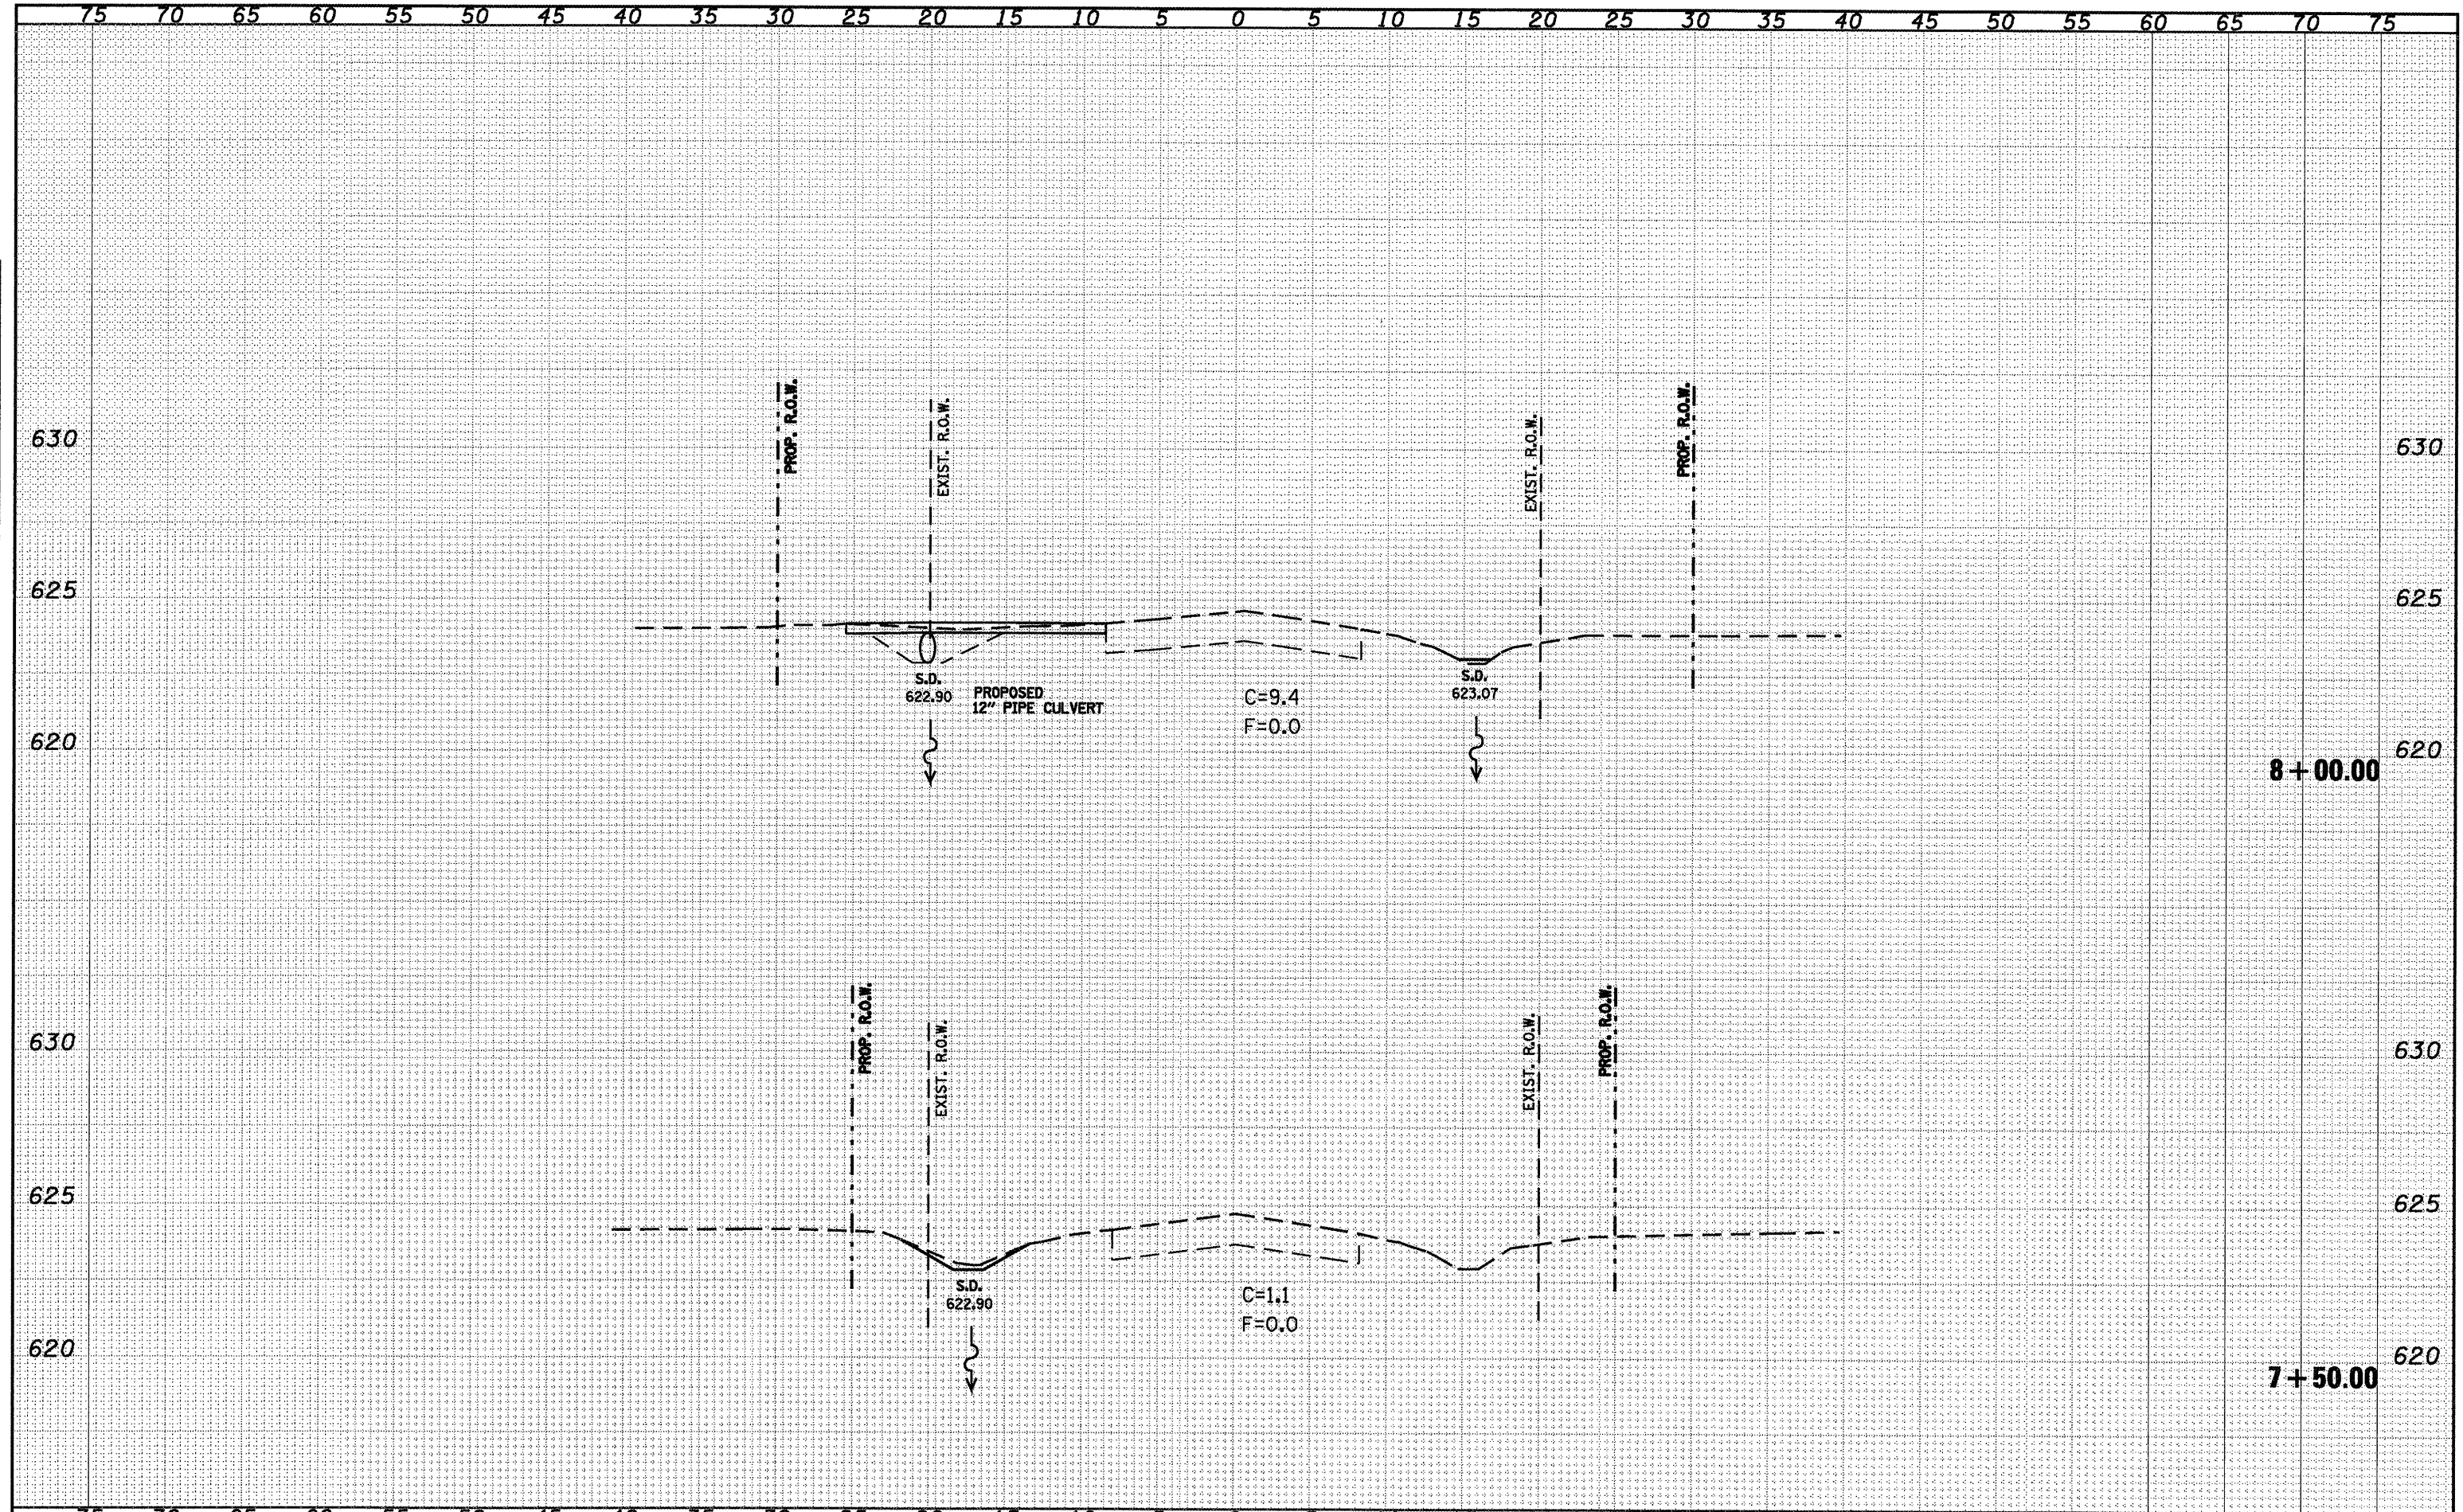 75 70 65 60 55 50 45 40 35 30 25 20 15 10 5 0 5 10 15 20 25 30 35 40 45 50 55 60 65 70 75
PROP. R.O.W.
EXIST. R.O.W.
EXIST. R.O.W.
PROP. R.O.W.
630
630
625
625
S.D.
622.90
PROPOSED
12" PIPE CULVERT
C=9.4
F=0.0
S.D.
623.07
620
620
8+00.00
PROP. R.O.W.
EXIST. R.O.W.
EXIST. R.O.W.
PROP. R.O.W.
630
630
625
625
S.D.
622.90
C=1.1
F=0.0
620
620
7+50.00